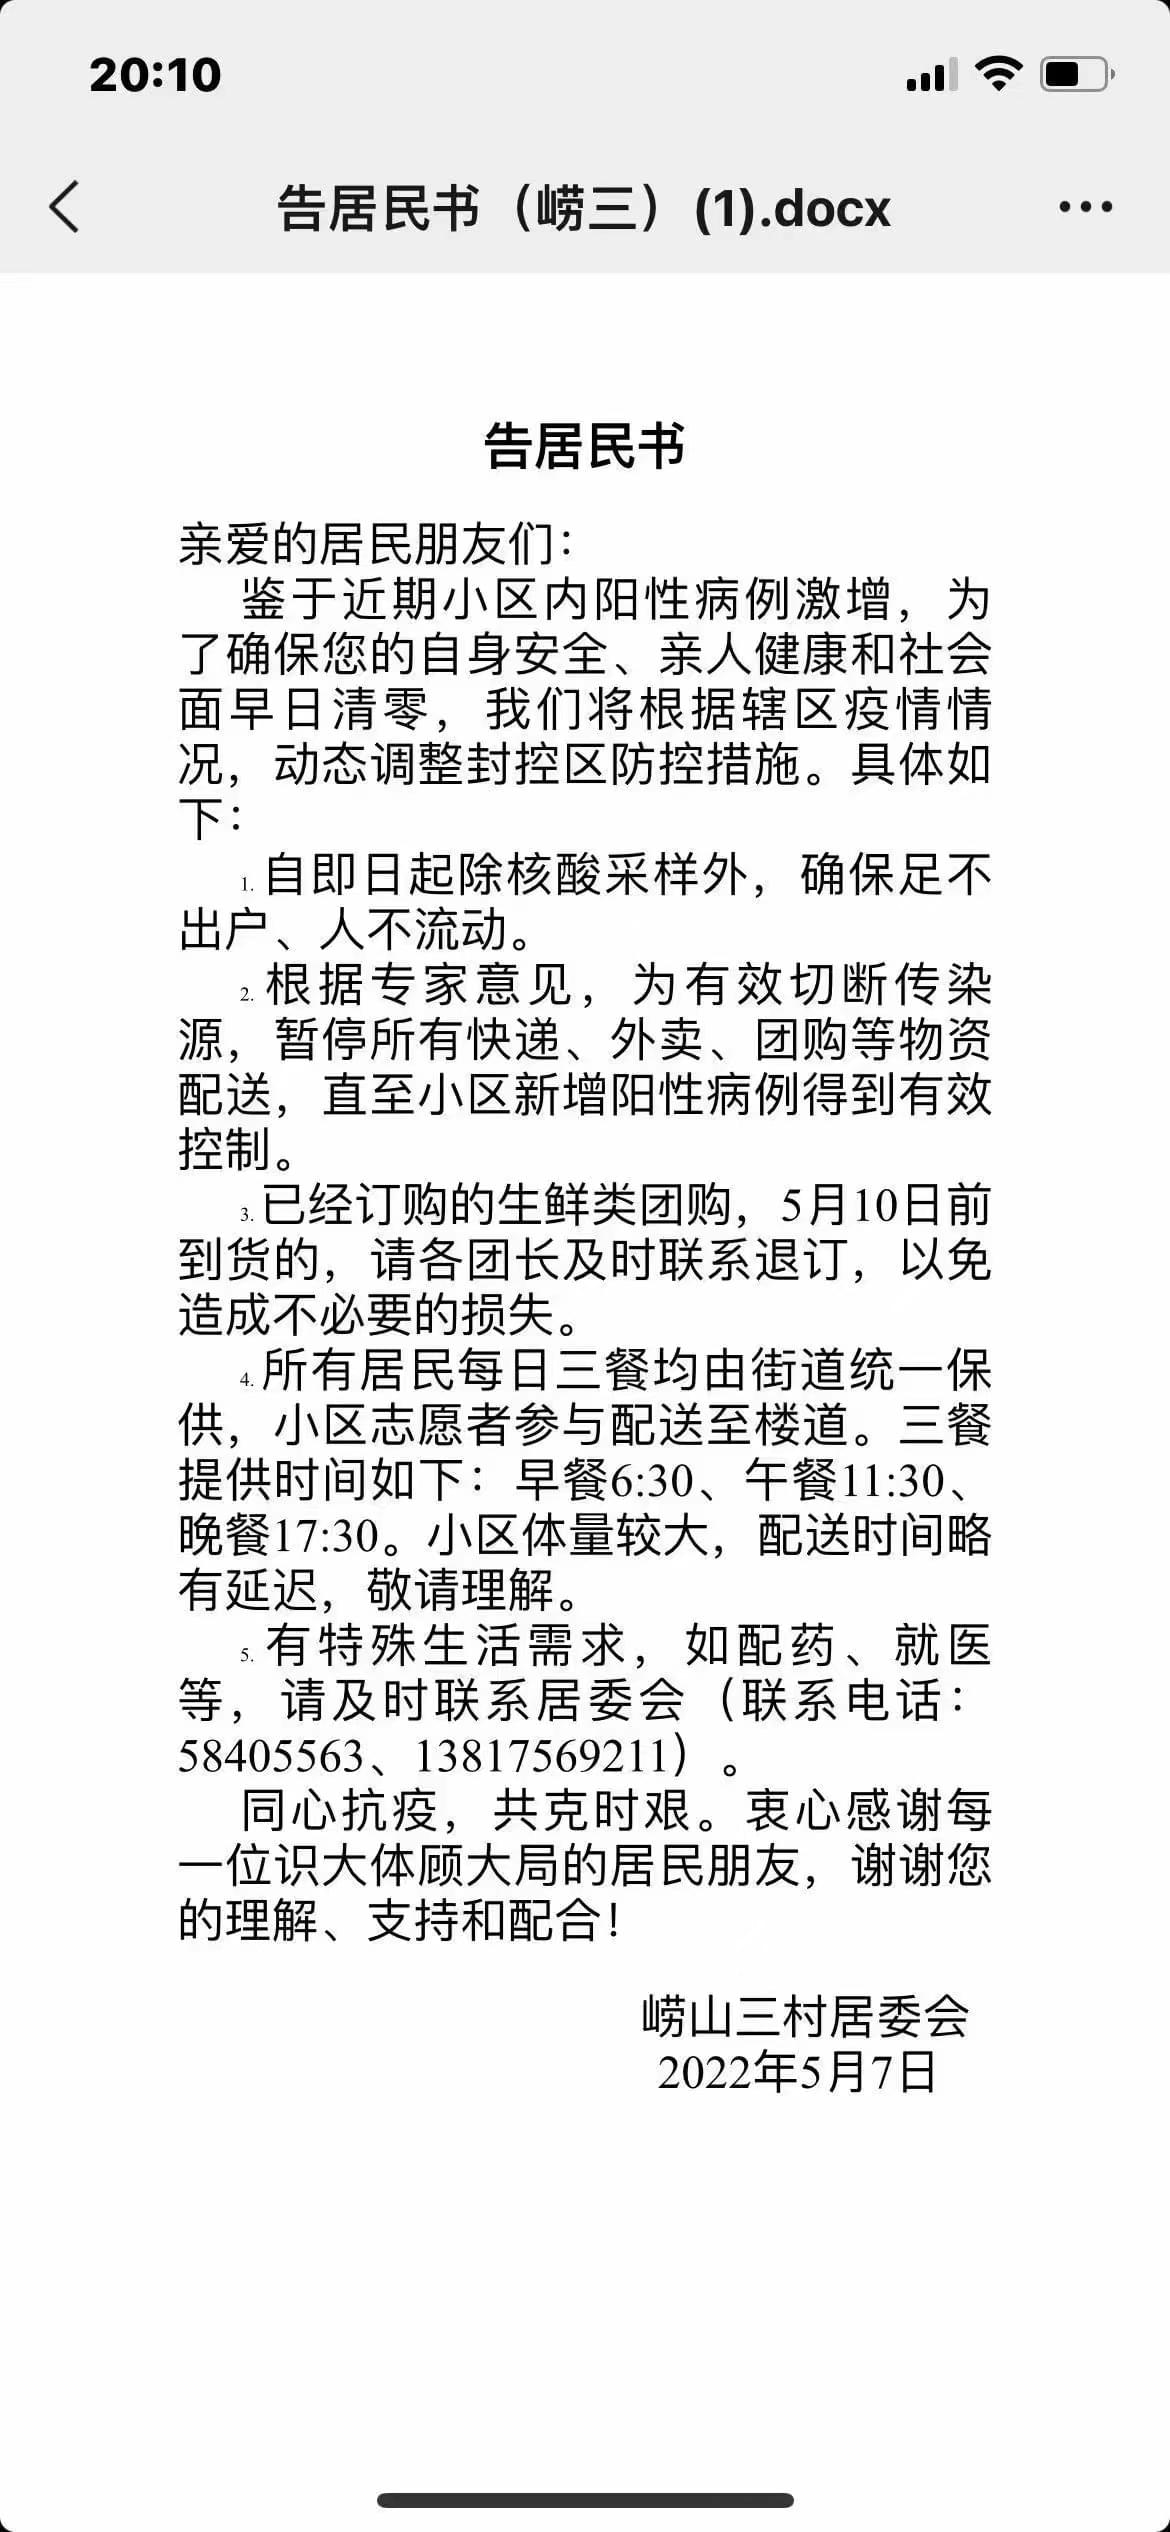 20:10
告居民书（崂三）(1).docx
告居民书
亲爱的居民朋友们：
鉴于近期小区内阳性病例激增，为
了确保您的自身安全、亲人健康和社会
面早日清零，我们将根据辖区疫情情
况，动态调整封控区防控措施。具体如
下：
1.自即日起除核酸采样外，确保足不
出户、人不流动。
2.根据专家意见，为有效切断传染
源，暂停所有快递、外卖、团购等物资
配送，直至小区新增阳性病例得到有效
控制。
3.已经订购的生鲜类团购，5月10日前
到货的，请各团长及时联系退订，以免
造成不必要的损失。
4.所有居民每日三餐均由街道统一保
供，小区志愿者参与配送至楼道。三餐
提供时间如下：早餐6:30、午餐11:30、
晚餐17:30。小区体量较大，配送时间略
有延迟，敬请理解。
5.有特殊生活需求，如配药、就医
等，请及时联系居委会（联系电话：
58405563、13817569211）。
同心抗疫，共克时艰。衷心感谢每
一位识大体顾大局的居民朋友，谢谢您
的理解、支持和配合！
崂山三村居委会
2022年5月7日